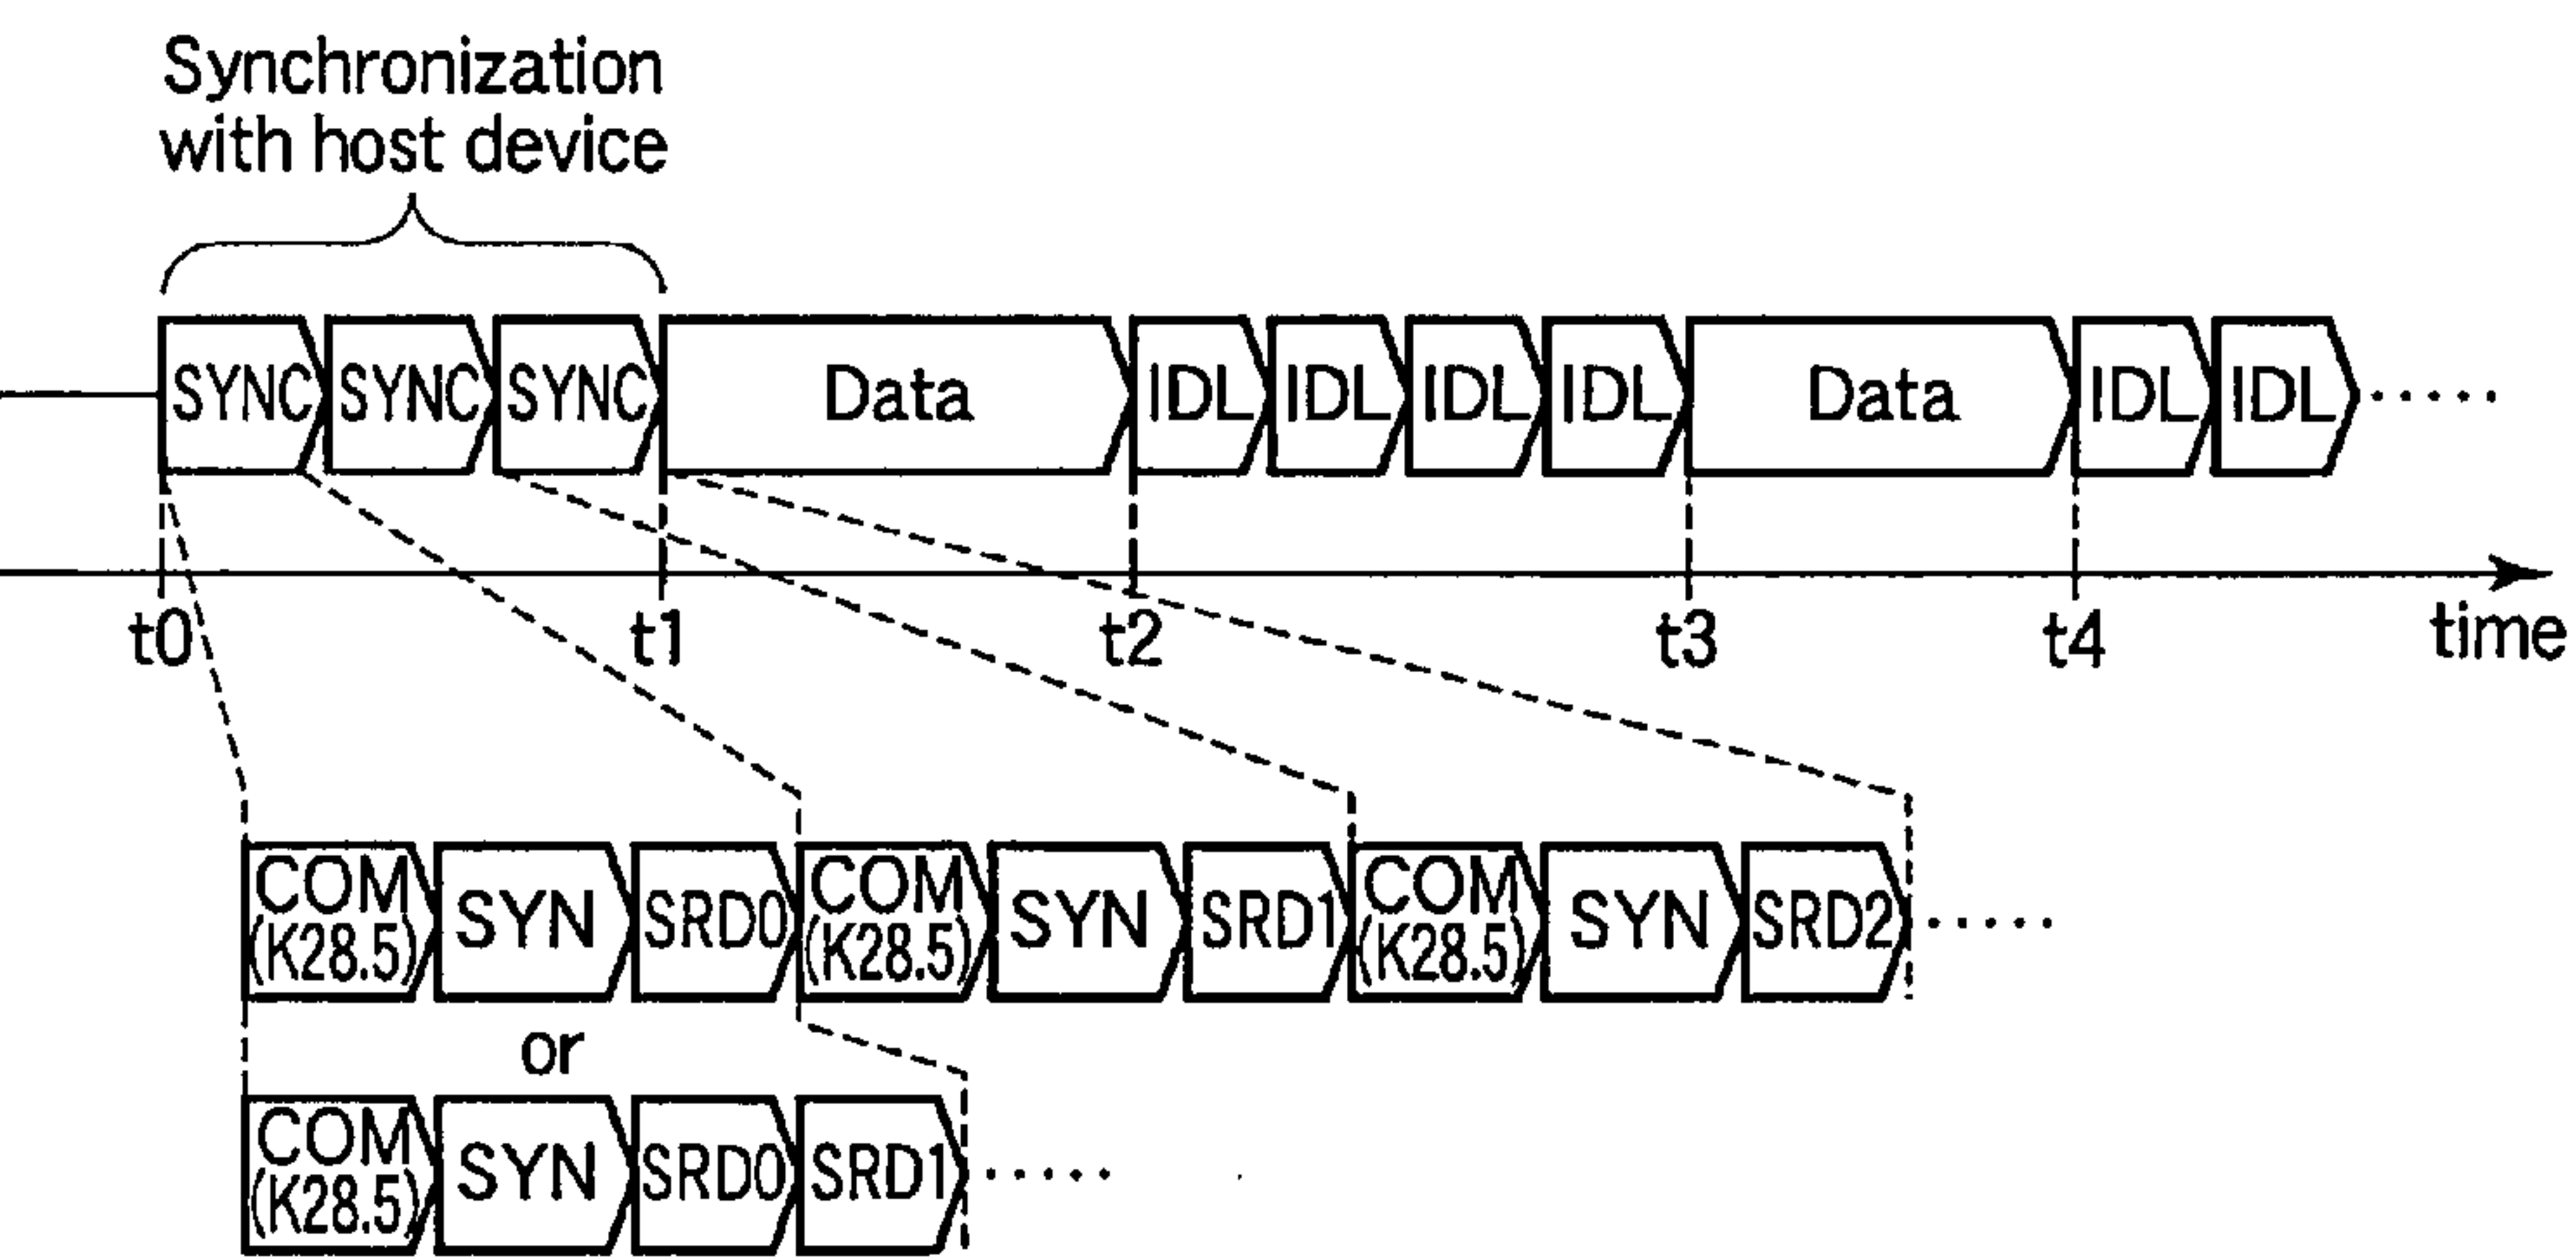 Synchronization
with host device
SYNC SYNC SYNC Data IDL IDL IDL IDL Data IDL IDL .....
t0 t1 t2 t3 t4 time
COM (K28.5) SYN SRD0 COM (K28.5) SYN SRD1 COM (K28.5) SYN SRD2 .....
or
COM (K28.5) SYN SRD0 SRD1 .....